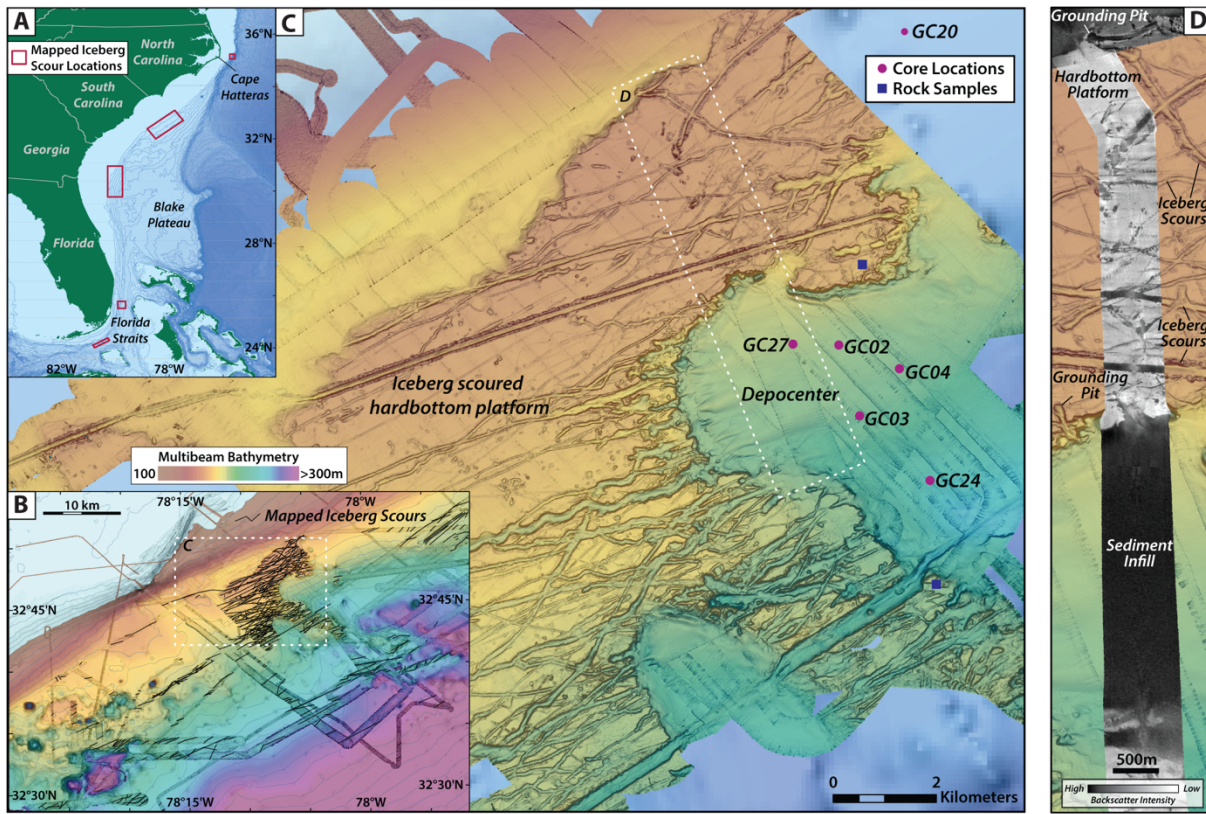 A
Mapped Iceberg
Scour Locations
North
Carolina
South
Carolina
Georgia
Florida
Cape
Hatteras
Blake
Plateau
Florida
Straits
36°N
32°N
28°N
24°N
82°W
78°W
C
GC20
Core Locations
Rock Samples
D
Iceberg scoured
hardbottom platform
GC27
GC02
GC04
Depocenter
GC03
GC24
Multibeam Bathymetry
100
>300m
0
2
Kilometers
B
10 km
78°15'W
78°W
Mapped Iceberg Scours
C
32°45'N
32°45'N
32°30'N
32°30'N
78°15'W
78°W
D
Grounding
Pit
Hardbottom
Platform
Iceberg
Scours
Iceberg
Scours
Grounding
Pit
Sediment
Infill
500m
High
Low
Backscatter Intensity